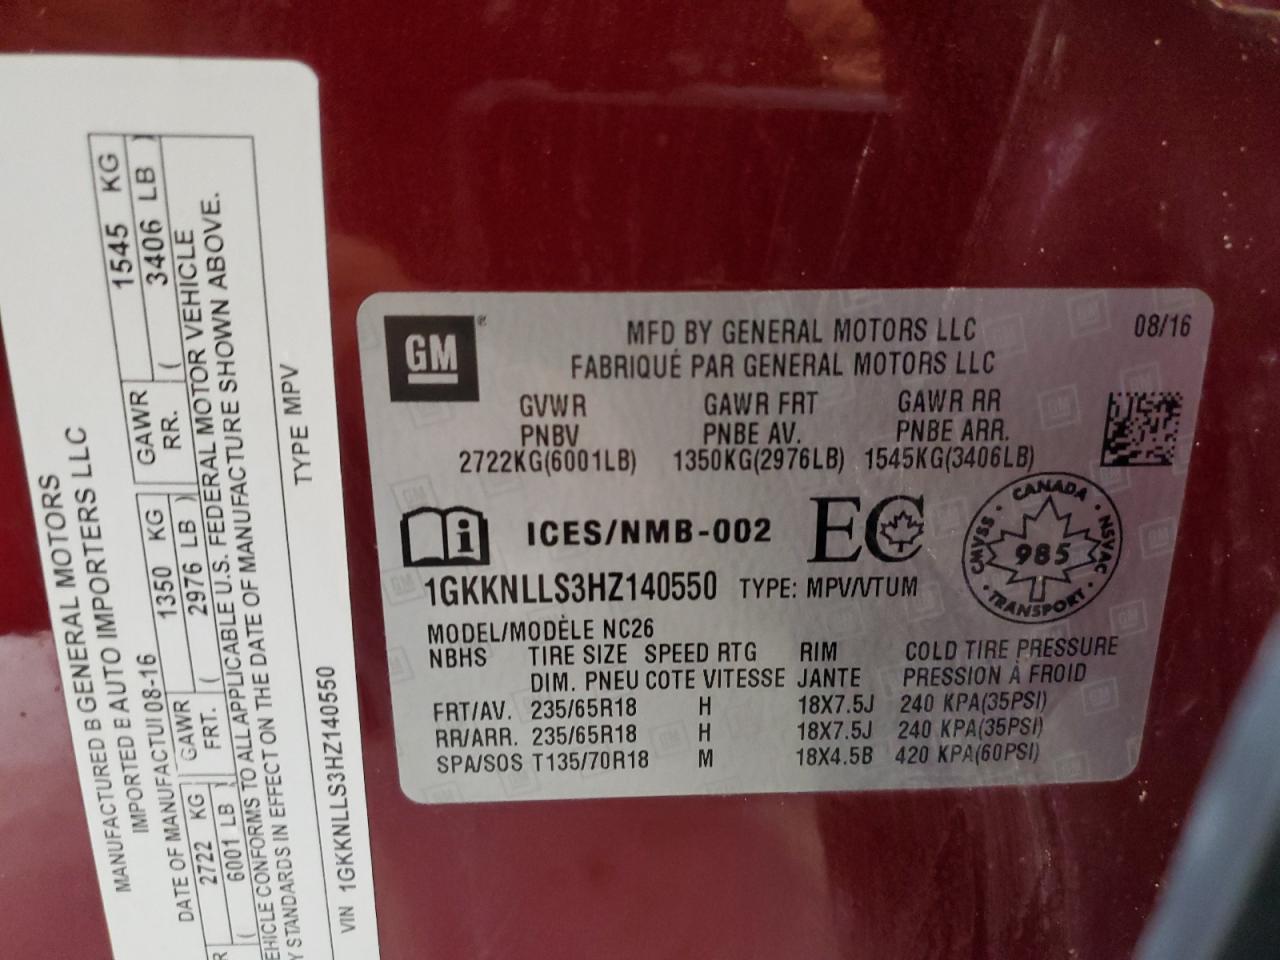 MANUFACTURED B GENERAL MOTORS
IMPORTED B AUTO IMPORTERS LLC
DATE OF MANUFACTUI 08-16
2722 KG GAWR 1350 KG GAWR 1545 KG
( 6001 LB ) FRT. ( 2976 LB ) RR. ( 3406 LB )
EHICLE CONFORMS TO ALL APPLICABLE U.S. FEDERAL MOTOR VEHICLE
Y STANDARDS IN EFFECT ON THE DATE OF MANUFACTURE SHOWN ABOVE.
VIN 1GKKNLLS3HZ140550 TYPE MPV
GM®
MFD BY GENERAL MOTORS LLC 08/16
FABRIQUÉ PAR GENERAL MOTORS LLC
GVWR GAWR FRT GAWR RR
PNBV PNBE AV. PNBE ARR.
2722KG(6001LB) 1350KG(2976LB) 1545KG(3406LB)
ICES/NMB-002 EC
CANADA
CMVSS 985 NSVAC
TRANSPORT
1GKKNLLS3HZ140550 TYPE: MPV/VTUM
MODEL/MODÈLE NC26
NBHS TIRE SIZE SPEED RTG RIM COLD TIRE PRESSURE
DIM. PNEU COTE VITESSE JANTE PRESSION À FROID
FRT/AV. 235/65R18 H 18X7.5J 240 KPA(35PSI)
RR/ARR. 235/65R18 H 18X7.5J 240 KPA(35PSI)
SPA/SOS T135/70R18 M 18X4.5B 420 KPA(60PSI)